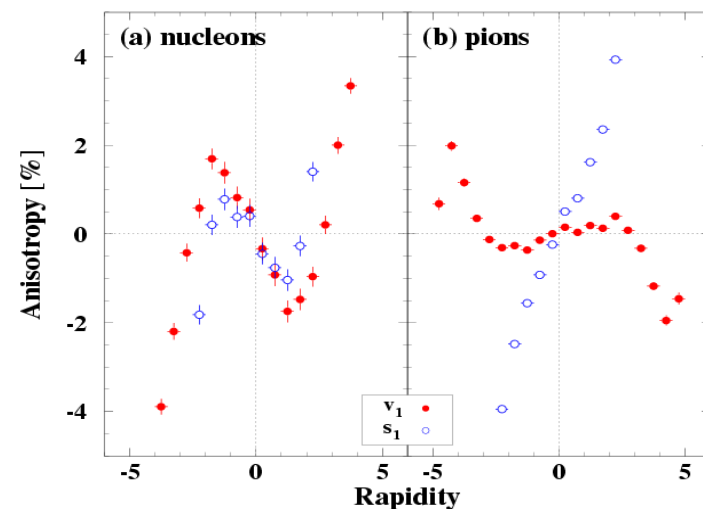 (a) nucleons
(b) pions
4
2
0
-2
-4
Anisotropy [%]
v1
s1
-5
0
5
-5
0
5
Rapidity